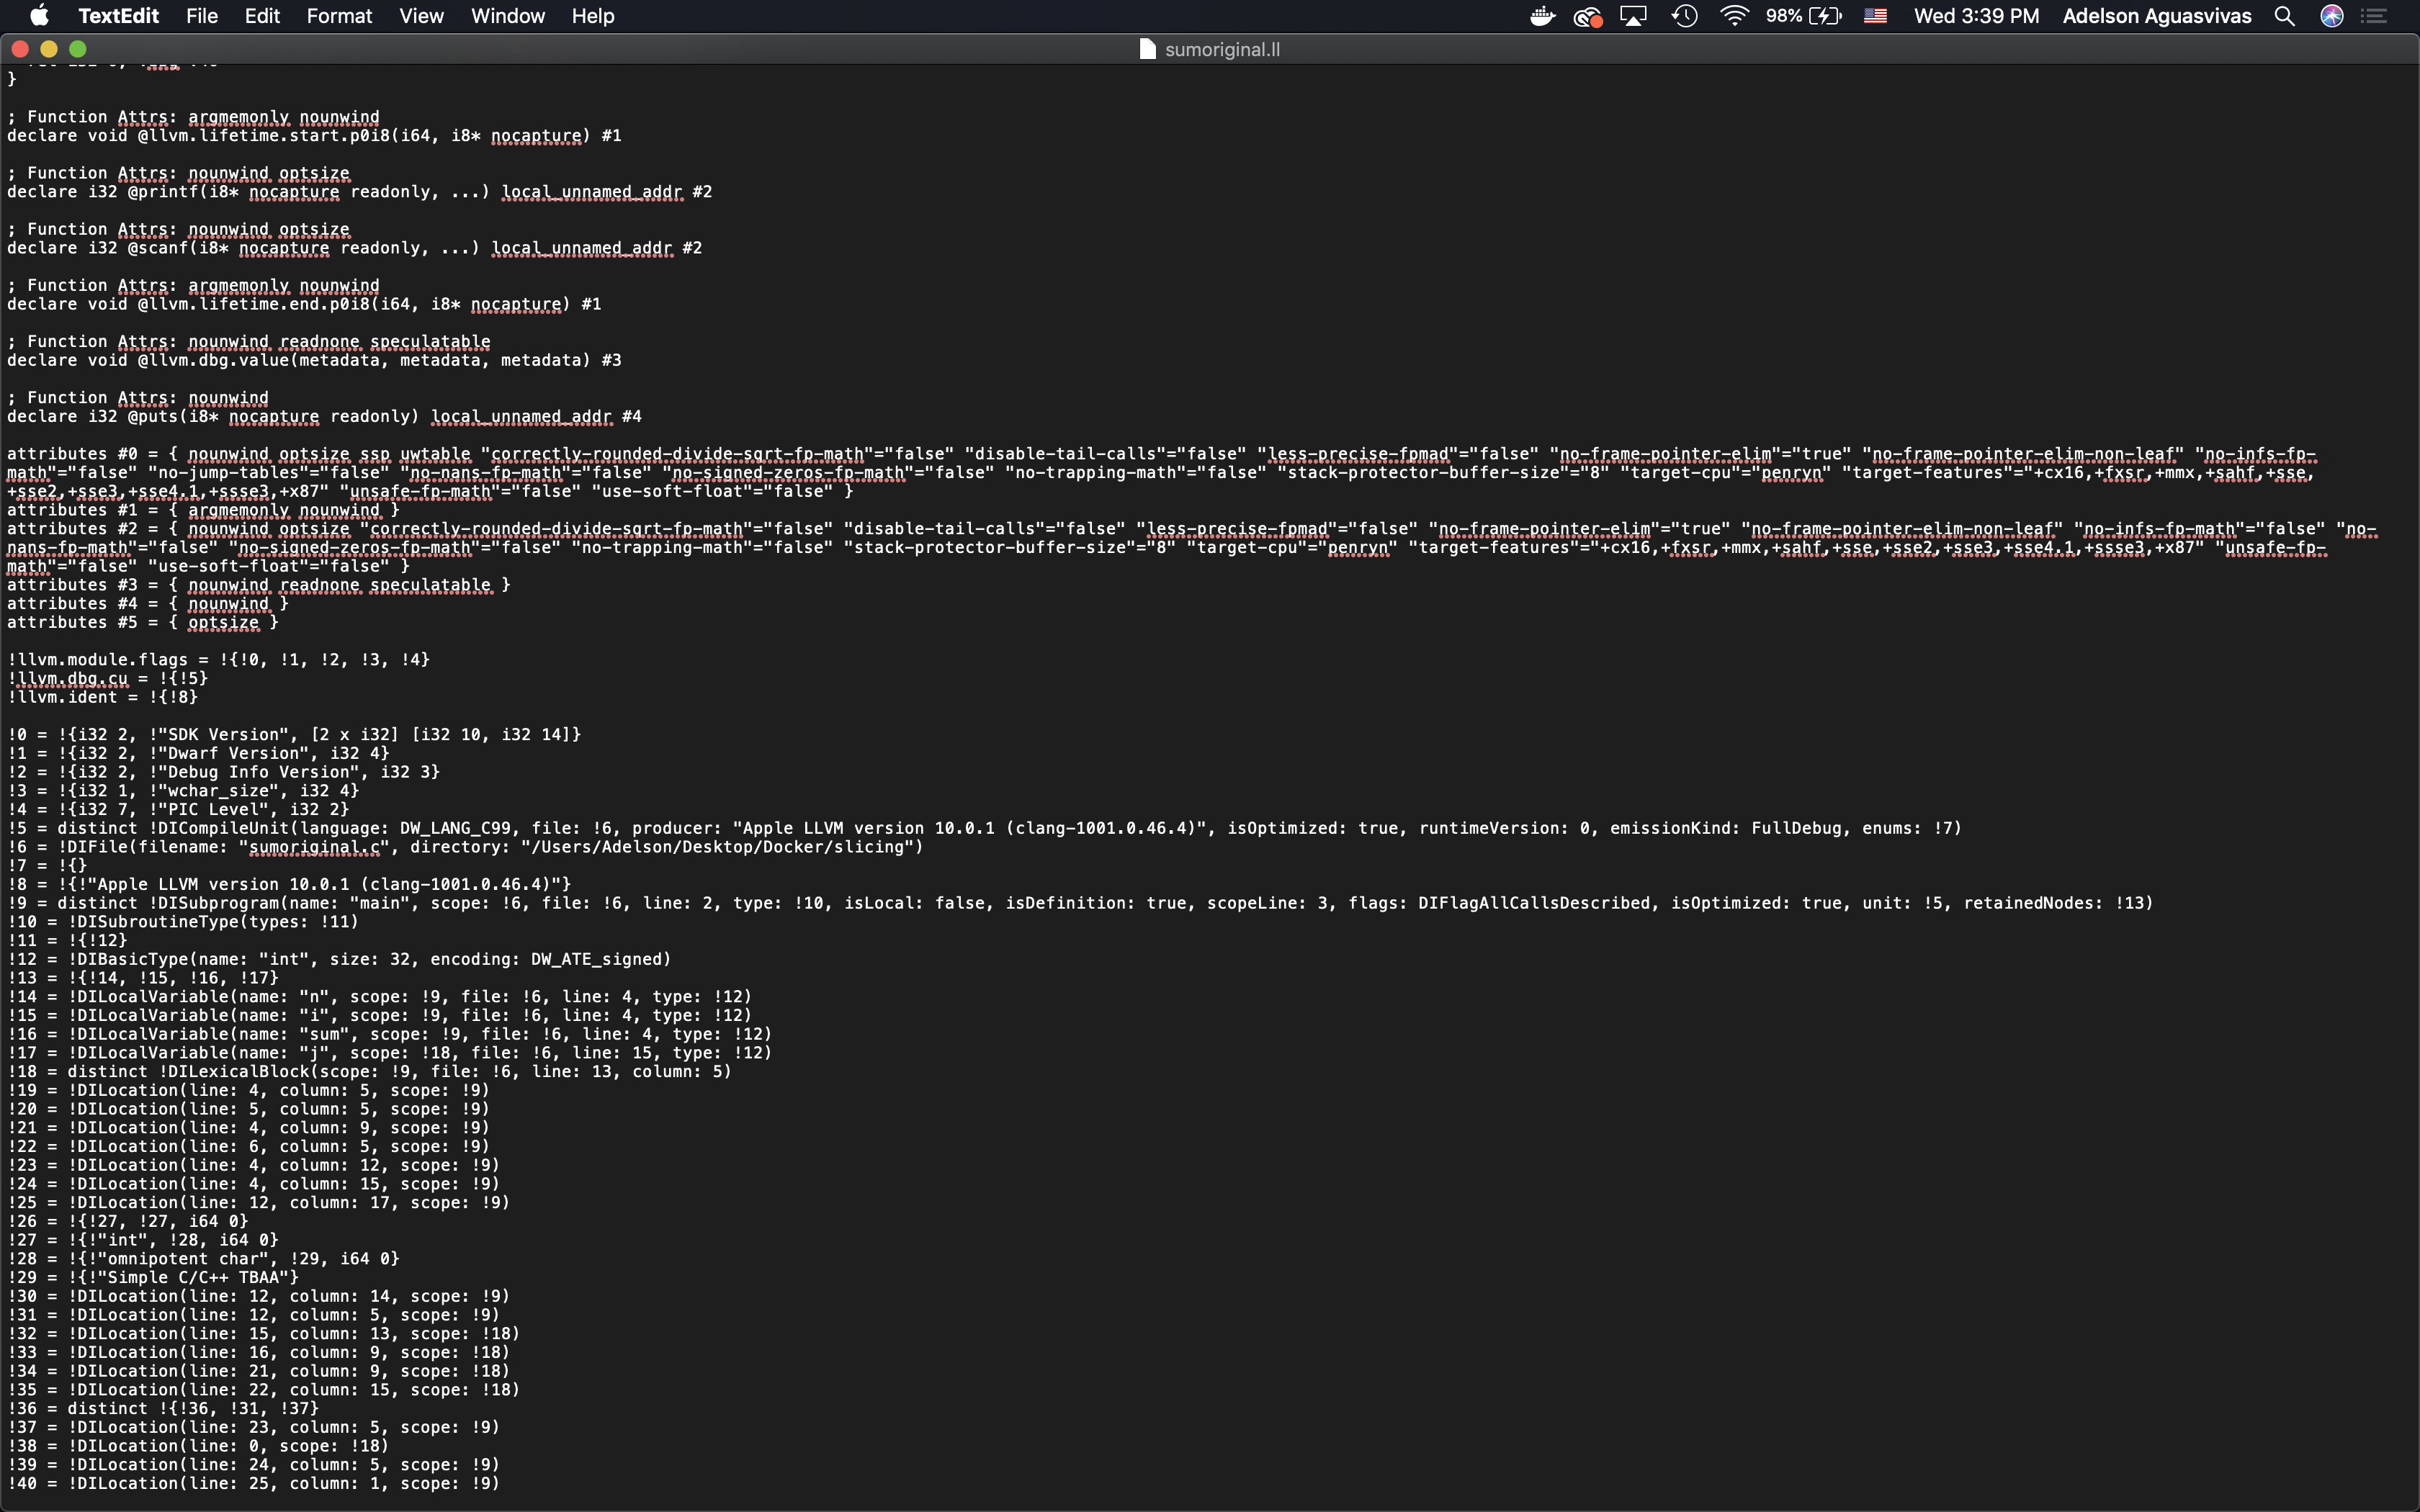 TextEdit File Edit Format View Window Help 98% Wed 3:39 PM Adelson Aguasvivas
sumoriginal.ll
}
; Function Attrs: argmemonly nounwind
declare void @llvm.lifetime.start.p0i8(i64, i8* nocapture) #1
; Function Attrs: nounwind optsize
declare i32 @printf(i8* nocapture readonly, ...) local_unnamed_addr #2
; Function Attrs: nounwind optsize
declare i32 @scanf(i8* nocapture readonly, ...) local_unnamed_addr #2
; Function Attrs: argmemonly nounwind
declare void @llvm.lifetime.end.p0i8(i64, i8* nocapture) #1
; Function Attrs: nounwind readnone speculatable
declare void @llvm.dbg.value(metadata, metadata, metadata) #3
; Function Attrs: nounwind
declare i32 @puts(i8* nocapture readonly) local_unnamed_addr #4
attributes #0 = { nounwind optsize ssp uwtable "correctly-rounded-divide-sqrt-fp-math"="false" "disable-tail-calls"="false" "less-precise-fpmad"="false" "no-frame-pointer-elim"="true" "no-frame-pointer-elim-non-leaf" "no-infs-fp-
math"="false" "no-jump-tables"="false" "no-nans-fp-math"="false" "no-signed-zeros-fp-math"="false" "no-trapping-math"="false" "stack-protector-buffer-size"="8" "target-cpu"="penryn" "target-features"="+cx16,+fxsr,+mmx,+sahf,+sse,
+sse2,+sse3,+sse4.1,+ssse3,+x87" "unsafe-fp-math"="false" "use-soft-float"="false" }
attributes #1 = { argmemonly nounwind }
attributes #2 = { nounwind optsize "correctly-rounded-divide-sqrt-fp-math"="false" "disable-tail-calls"="false" "less-precise-fpmad"="false" "no-frame-pointer-elim"="true" "no-frame-pointer-elim-non-leaf" "no-infs-fp-math"="false" "no-
nans-fp-math"="false" "no-signed-zeros-fp-math"="false" "no-trapping-math"="false" "stack-protector-buffer-size"="8" "target-cpu"="penryn" "target-features"="+cx16,+fxsr,+mmx,+sahf,+sse,+sse2,+sse3,+sse4.1,+ssse3,+x87" "unsafe-fp-
math"="false" "use-soft-float"="false" }
attributes #3 = { nounwind readnone speculatable }
attributes #4 = { nounwind }
attributes #5 = { optsize }
!llvm.module.flags = !{!0, !1, !2, !3, !4}
!llvm.dbg.cu = !{!5}
!llvm.ident = !{!8}
!0 = !{i32 2, !"SDK Version", [2 x i32] [i32 10, i32 14]}
!1 = !{i32 2, !"Dwarf Version", i32 4}
!2 = !{i32 2, !"Debug Info Version", i32 3}
!3 = !{i32 1, !"wchar_size", i32 4}
!4 = !{i32 7, !"PIC Level", i32 2}
!5 = distinct !DICompileUnit(language: DW_LANG_C99, file: !6, producer: "Apple LLVM version 10.0.1 (clang-1001.0.46.4)", isOptimized: true, runtimeVersion: 0, emissionKind: FullDebug, enums: !7)
!6 = !DIFile(filename: "sumoriginal.c", directory: "/Users/Adelson/Desktop/Docker/slicing")
!7 = !{}
!8 = !{!"Apple LLVM version 10.0.1 (clang-1001.0.46.4)"}
!9 = distinct !DISubprogram(name: "main", scope: !6, file: !6, line: 2, type: !10, isLocal: false, isDefinition: true, scopeLine: 3, flags: DIFlagAllCallsDescribed, isOptimized: true, unit: !5, retainedNodes: !13)
!10 = !DISubroutineType(types: !11)
!11 = !{!12}
!12 = !DIBasicType(name: "int", size: 32, encoding: DW_ATE_signed)
!13 = !{!14, !15, !16, !17}
!14 = !DILocalVariable(name: "n", scope: !9, file: !6, line: 4, type: !12)
!15 = !DILocalVariable(name: "i", scope: !9, file: !6, line: 4, type: !12)
!16 = !DILocalVariable(name: "sum", scope: !9, file: !6, line: 4, type: !12)
!17 = !DILocalVariable(name: "j", scope: !18, file: !6, line: 15, type: !12)
!18 = distinct !DILexicalBlock(scope: !9, file: !6, line: 13, column: 5)
!19 = !DILocation(line: 4, column: 5, scope: !9)
!20 = !DILocation(line: 5, column: 5, scope: !9)
!21 = !DILocation(line: 4, column: 9, scope: !9)
!22 = !DILocation(line: 6, column: 5, scope: !9)
!23 = !DILocation(line: 4, column: 12, scope: !9)
!24 = !DILocation(line: 4, column: 15, scope: !9)
!25 = !DILocation(line: 12, column: 17, scope: !9)
!26 = !{!27, !27, i64 0}
!27 = !{!"int", !28, i64 0}
!28 = !{!"omnipotent char", !29, i64 0}
!29 = !{!"Simple C/C++ TBAA"}
!30 = !DILocation(line: 12, column: 14, scope: !9)
!31 = !DILocation(line: 12, column: 5, scope: !9)
!32 = !DILocation(line: 15, column: 13, scope: !18)
!33 = !DILocation(line: 16, column: 9, scope: !18)
!34 = !DILocation(line: 21, column: 9, scope: !18)
!35 = !DILocation(line: 22, column: 15, scope: !18)
!36 = distinct !{!36, !31, !37}
!37 = !DILocation(line: 23, column: 5, scope: !9)
!38 = !DILocation(line: 0, scope: !18)
!39 = !DILocation(line: 24, column: 5, scope: !9)
!40 = !DILocation(line: 25, column: 1, scope: !9)